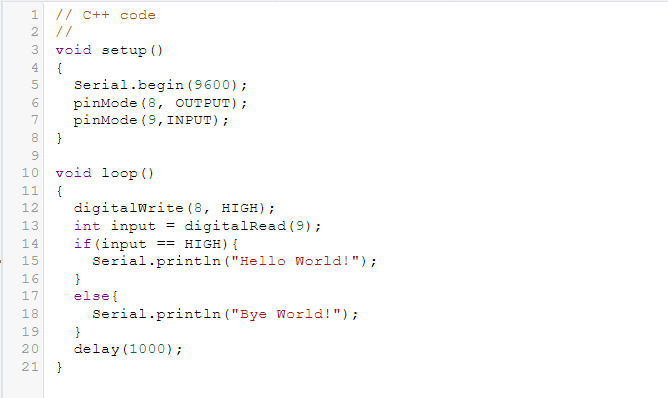 1 // C++ code
2 //
3 void setup()
4 {
5   Serial.begin(9600);
6   pinMode(8, OUTPUT);
7   pinMode(9,INPUT);
8 }
9
10 void loop()
11 {
12   digitalWrite(8, HIGH);
13   int input = digitalRead(9);
14   if(input == HIGH){
15     Serial.println("Hello World!");
16   }
17   else{
18     Serial.println("Bye World!");
19   }
20   delay(1000);
21 }